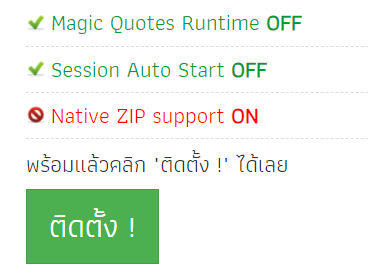 Magic Quotes Runtime OFF
Session Auto Start OFF
Native ZIP support ON
พร้อมแล้วคลิก 'ติดตั้ง !' ได้เลย
ติดตั้ง !